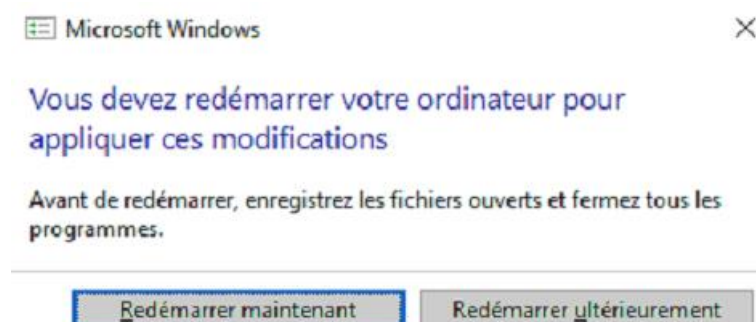 Microsoft Windows
Vous devez redémarrer votre ordinateur pour
appliquer ces modifications
Avant de redémarrer, enregistrez les fichiers ouverts et fermez tous les
programmes.
Redémarrer maintenant Redémarrer ultérieurement